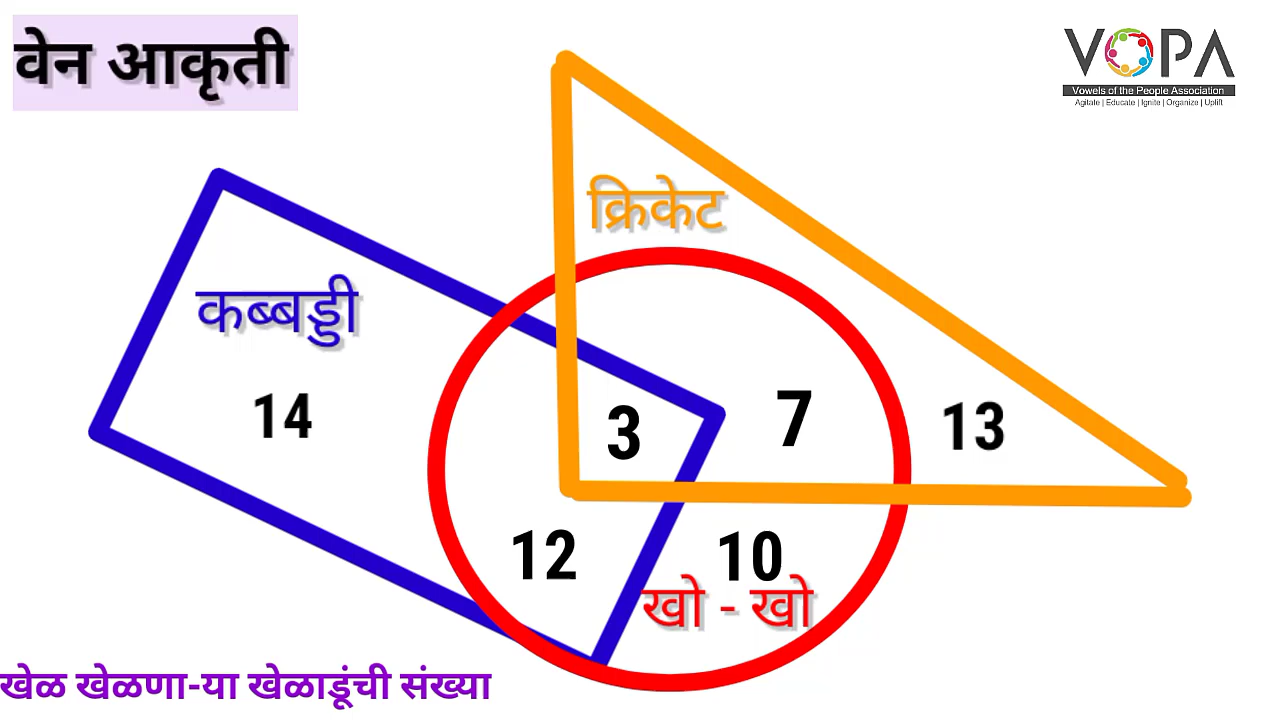 वेन आकृती
VOPA
Vowels of the People Association
Agitate | Educate | Ignite | Organize | Uplift
क्रिकेट
कब्बड्डी
14
3
7
13
12
10
खो - खो
खेळ खेळणा-या खेळाडूंची संख्या